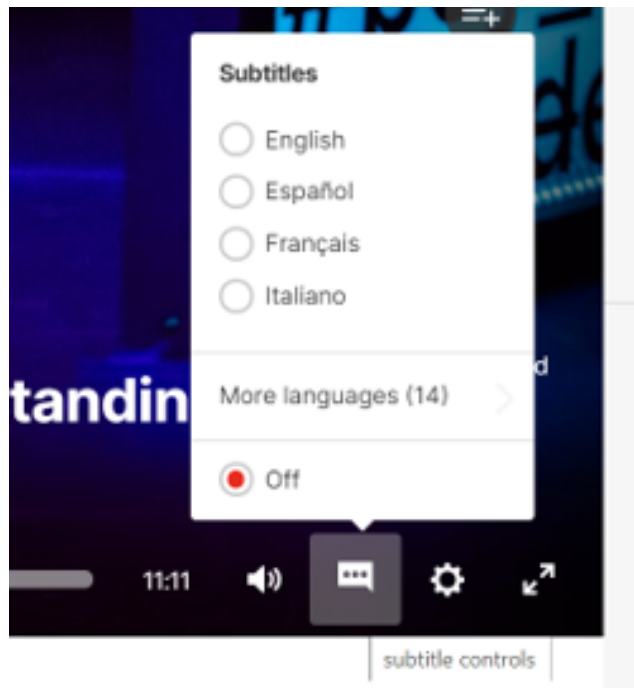 Subtitles
English
Español
Français
Italiano
d
tandin
More languages (14)
Off
11:11
subtitle controls